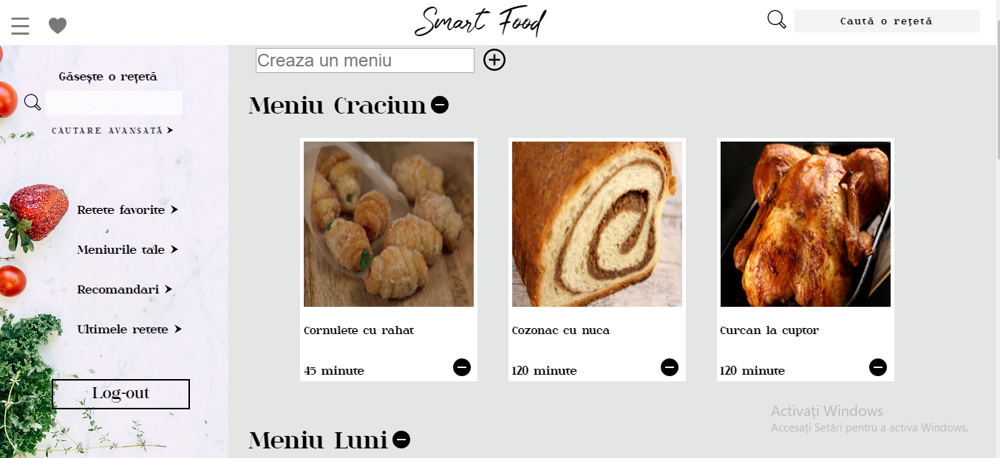 Smart Food
Caută o rețetă
Găsește o rețetă
CAUTARE AVANSATĂ
Retete favorite
Meniurile tale
Recomandari
Ultimele retete
Log-out
Creaza un meniu
Meniu Craciun
Cornulete cu rahat
45 minute
Cozonac cu nuca
120 minute
Curcan la cuptor
120 minute
Meniu Luni
Activați Windows
Accesați Setări pentru a activa Windows.